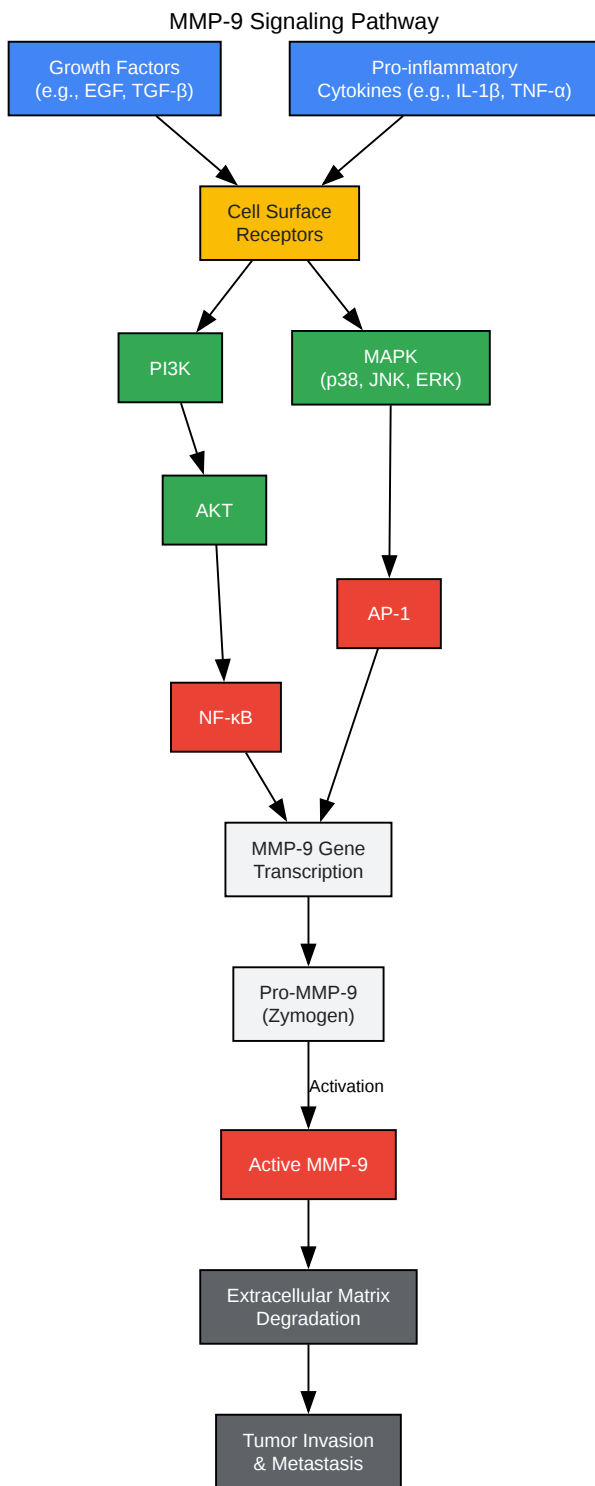 MMP-9 Signaling Pathway
Growth Factors
(e.g., EGF, TGF-β)
Pro-inflammatory
Cytokines (e.g., IL-1β, TNF-α)
Cell Surface
Receptors
PI3K
MAPK
(p38, JNK, ERK)
AKT
AP-1
NF-κB
MMP-9 Gene
Transcription
Pro-MMP-9
(Zymogen)
Activation
Active MMP-9
Extracellular Matrix
Degradation
Tumor Invasion
& Metastasis